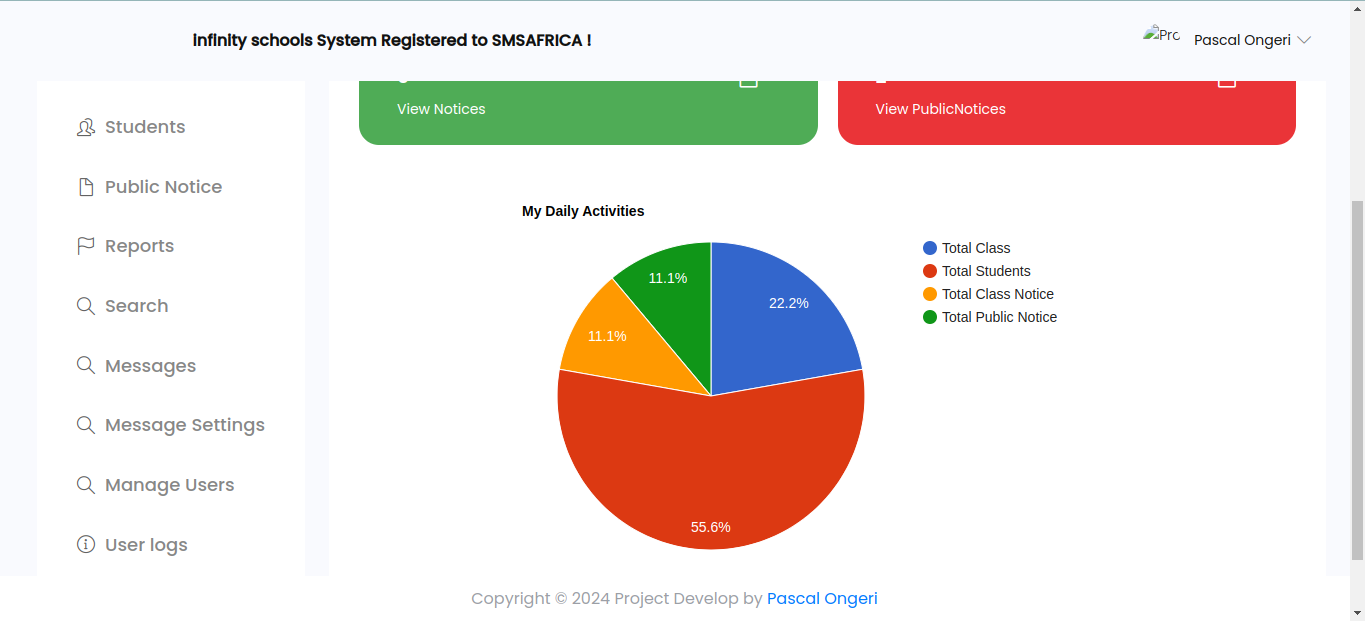 infinity schools System Registered to SMSAFRICA !
Pascal Ongeri
Students
Public Notice
Reports
Search
Messages
Message Settings
Manage Users
User logs
View Notices
View PublicNotices
My Daily Activities
Total Class
Total Students
Total Class Notice
Total Public Notice
11.1%
22.2%
11.1%
55.6%
Copyright © 2024 Project Develop by Pascal Ongeri